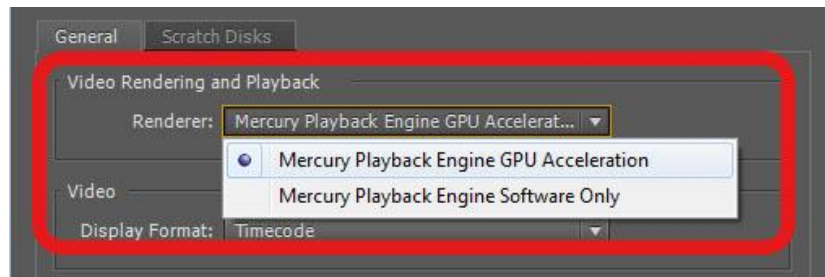 General Scratch Disks
Video Rendering and Playback
Renderer: Mercury Playback Engine GPU Accelerat...
Mercury Playback Engine GPU Acceleration
Mercury Playback Engine Software Only
Video
Display Format: Timecode